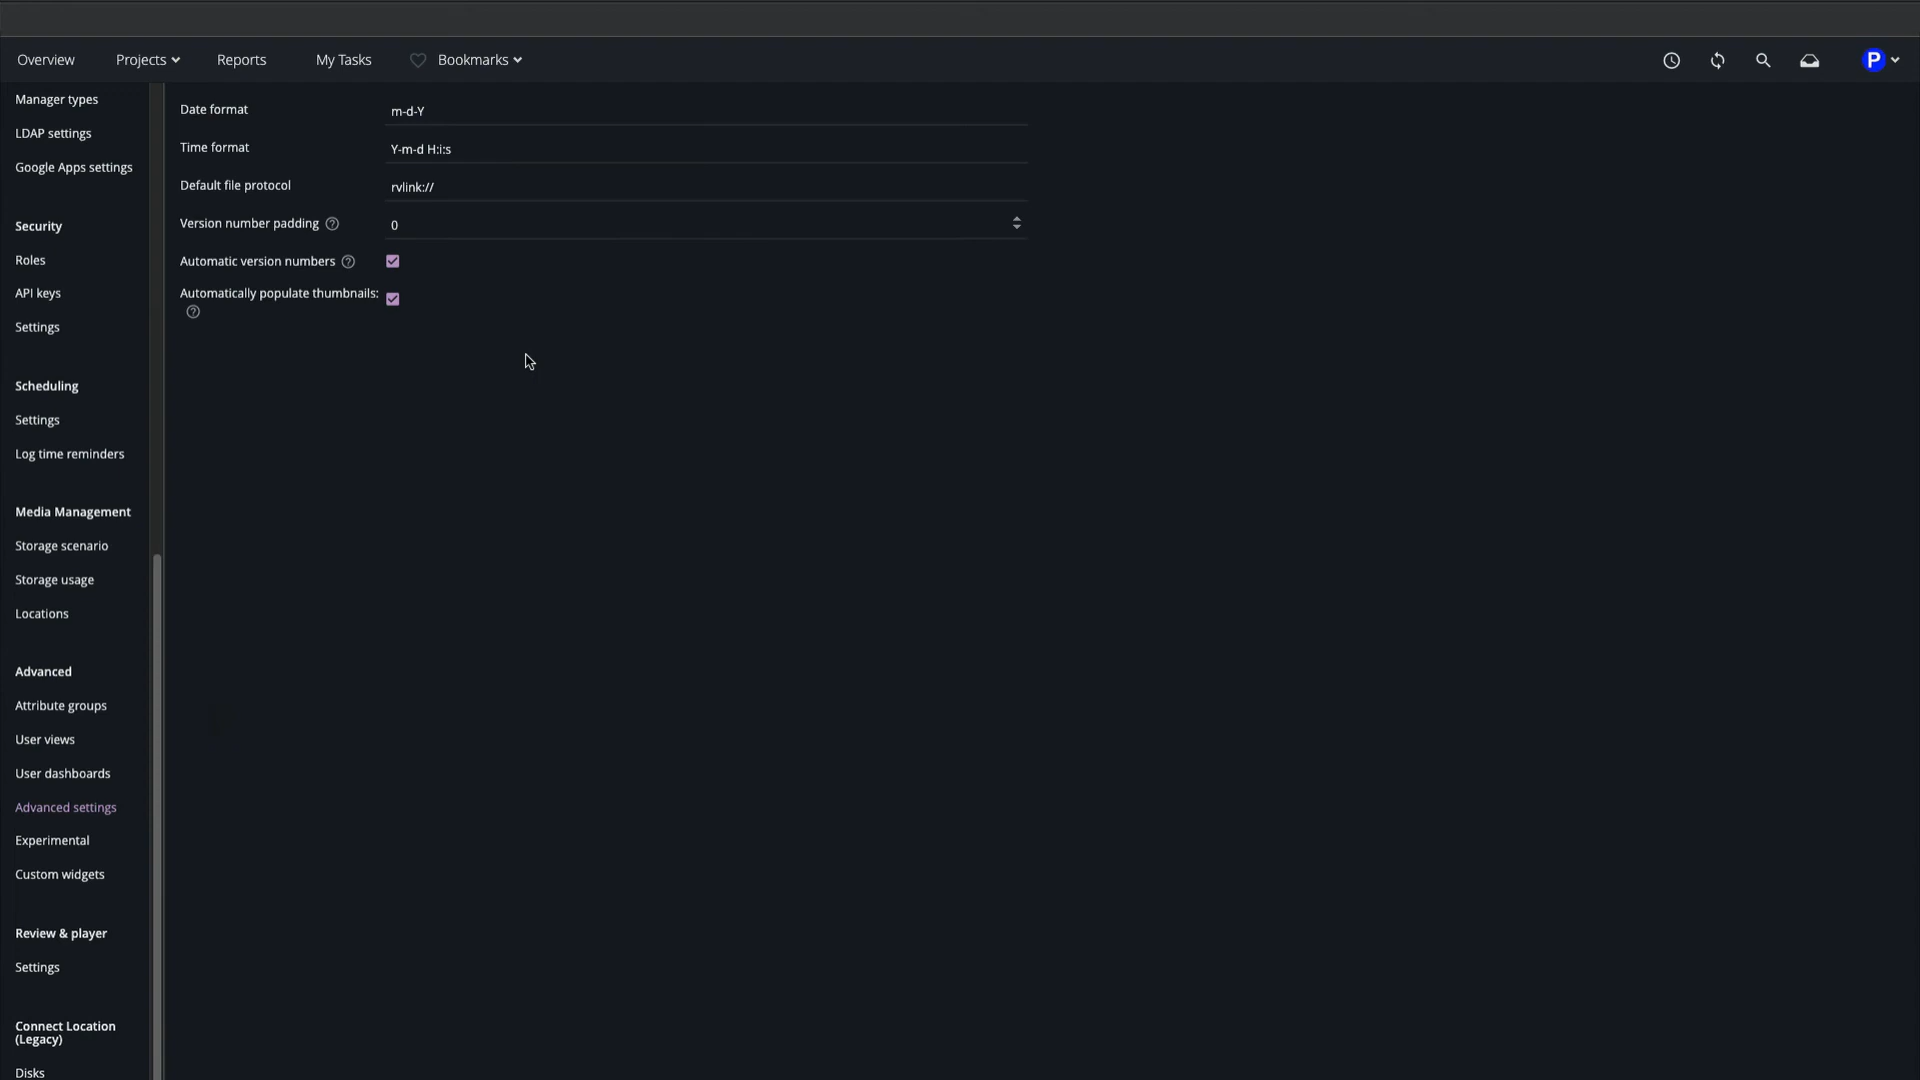 Overview Projects Reports My Tasks Bookmarks P
Manager types
LDAP settings
Google Apps settings
Security
Roles
API keys
Settings
Scheduling
Settings
Log time reminders
Media Management
Storage scenario
Storage usage
Locations
Advanced
Attribute groups
User views
User dashboards
Advanced settings
Experimental
Custom widgets
Review & player
Settings
Connect Location
(Legacy)
Disks
Date format m-d-Y
Time format Y-m-d H:i:s
Default file protocol rvlink://
Version number padding ? 0
Automatic version numbers ?
Automatically populate thumbnails:
?